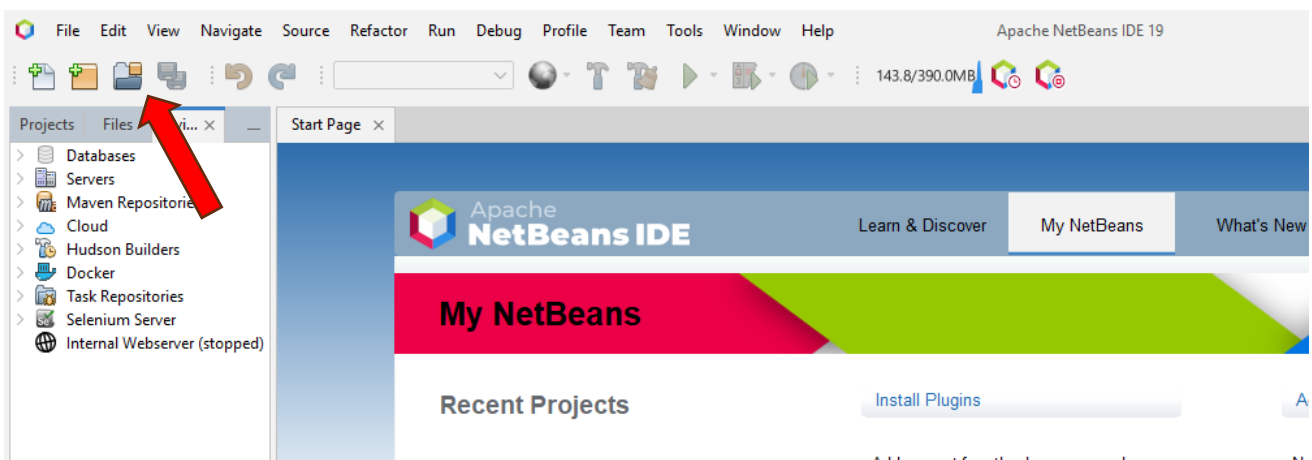 File Edit View Navigate Source Refactor Run Debug Profile Team Tools Window Help Apache NetBeans IDE 19
143.8/390.0MB
Projects Files vi... Start Page
Databases
Servers
Maven Repositorie
Cloud
Hudson Builders
Docker
Task Repositories
Selenium Server
Internal Webserver (stopped)
Apache
NetBeans IDE
Learn & Discover My NetBeans What's New
My NetBeans
Recent Projects
Install Plugins